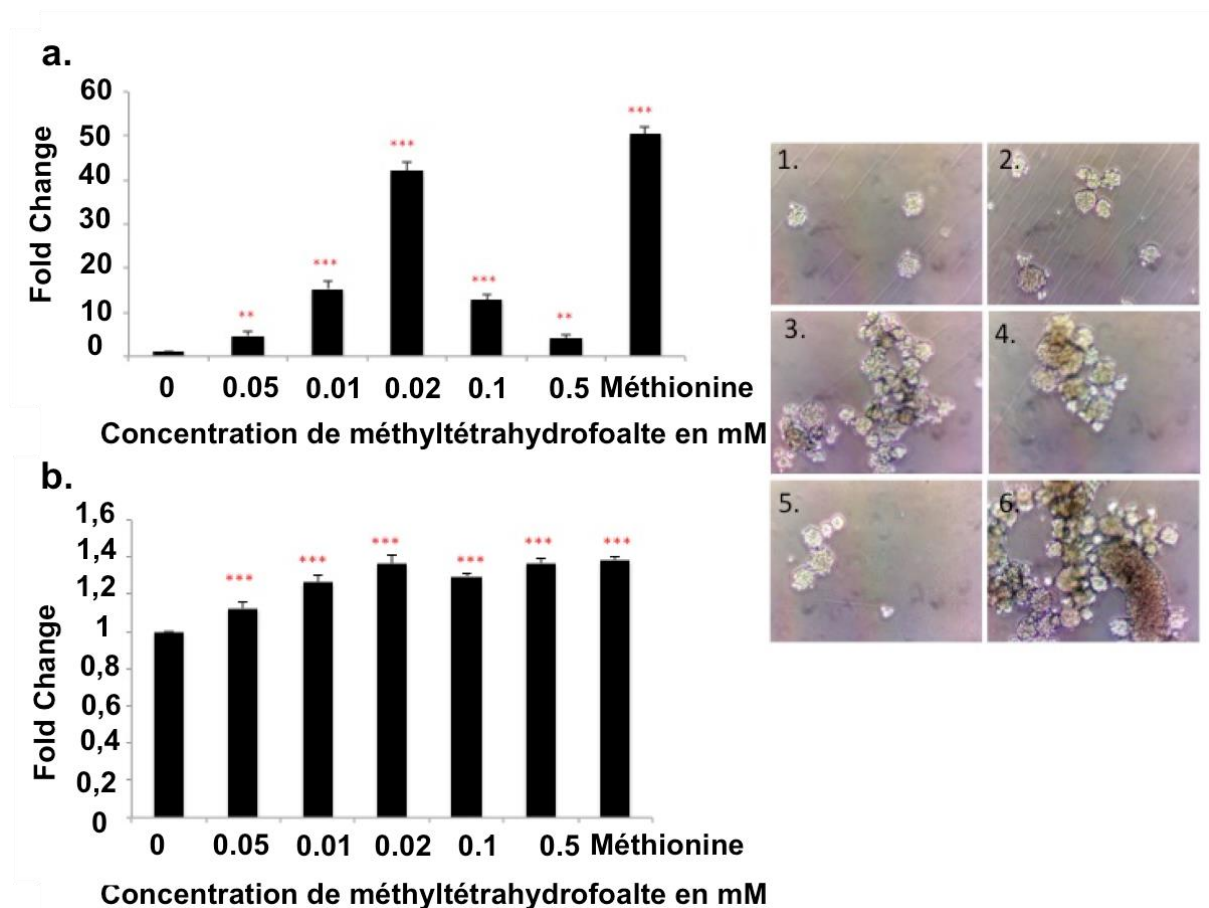 a.
60
50
40
30
20
10
0
Fold Change
***
***
***
***
**
**
0 0.05 0.01 0.02 0.1 0.5 Méthionine
Concentration de méthyltétrahydrofoalte en mM
b.
1,6
1,4
1,2
1
0,8
0,6
0,4
0,2
0
Fold Change
*** *** *** *** *** ***
0 0.05 0.01 0.02 0.1 0.5 Méthionine
Concentration de méthyltétrahydrofoalte en mM
1. 2.
3. 4.
5. 6.